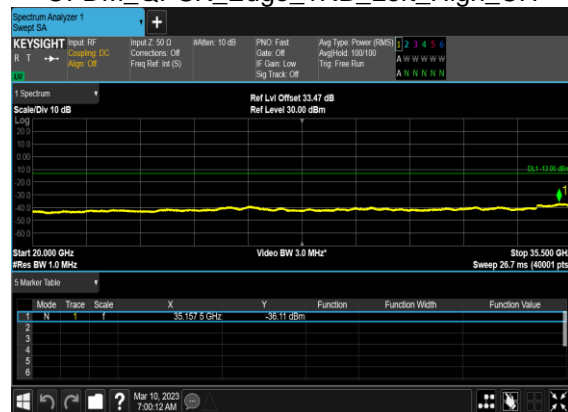 Spectrum Analyzer 1
Swept SA
+
KEYSIGHT Input: RF Input Z: 50 Ω #Atten: 10 dB PNO: Fast Avg Type: Power (RMS) 1 2 3 4 5 6
R T Coupling: DC Corrections: Off Gate: Off Avg|Hold: 100/100 A W W W W W
Align: Off Freq Ref: Int (S) IF Gain: Low Trig: Free Run
Sig Track: Off A N N N N N
LV
1 Spectrum Ref Lvl Offset 33.47 dB
Scale/Div 10 dB Ref Level 30.00 dBm
Log
20.0
10.0
0.00
-10.0 DL1 -13.00 dBm
-20.0
-30.0 1
-40.0
-50.0
-60.0
Start 20.000 GHz Video BW 3.0 MHz* Stop 35.500 GHz
#Res BW 1.0 MHz Sweep 26.7 ms (40001 pts
5 Marker Table
Mode Trace Scale X Y Function Function Width Function Value
1 N 1 f 35.157 5 GHz -36.11 dBm
2
3
4
5
6
? Mar 10, 2023
7:00:12 AM